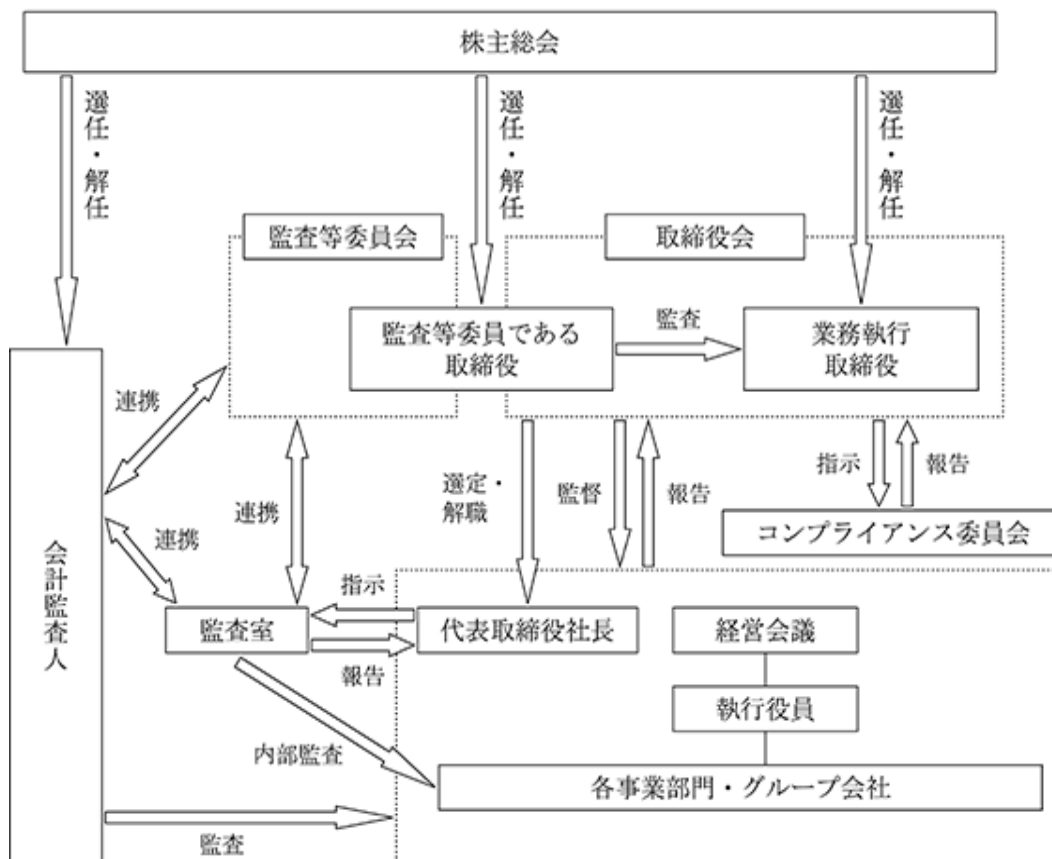 株主総会
選任・解任
選任・解任
選任・解任
監査等委員会
取締役会
監査等委員である
取締役
監査
業務執行
取締役
連携
連携
連携
選定・
解職
監督
報告
指示
報告
コンプライアンス委員会
会計監査人
監査室
指示
報告
代表取締役社長
経営会議
執行役員
内部監査
各事業部門・グループ会社
監査